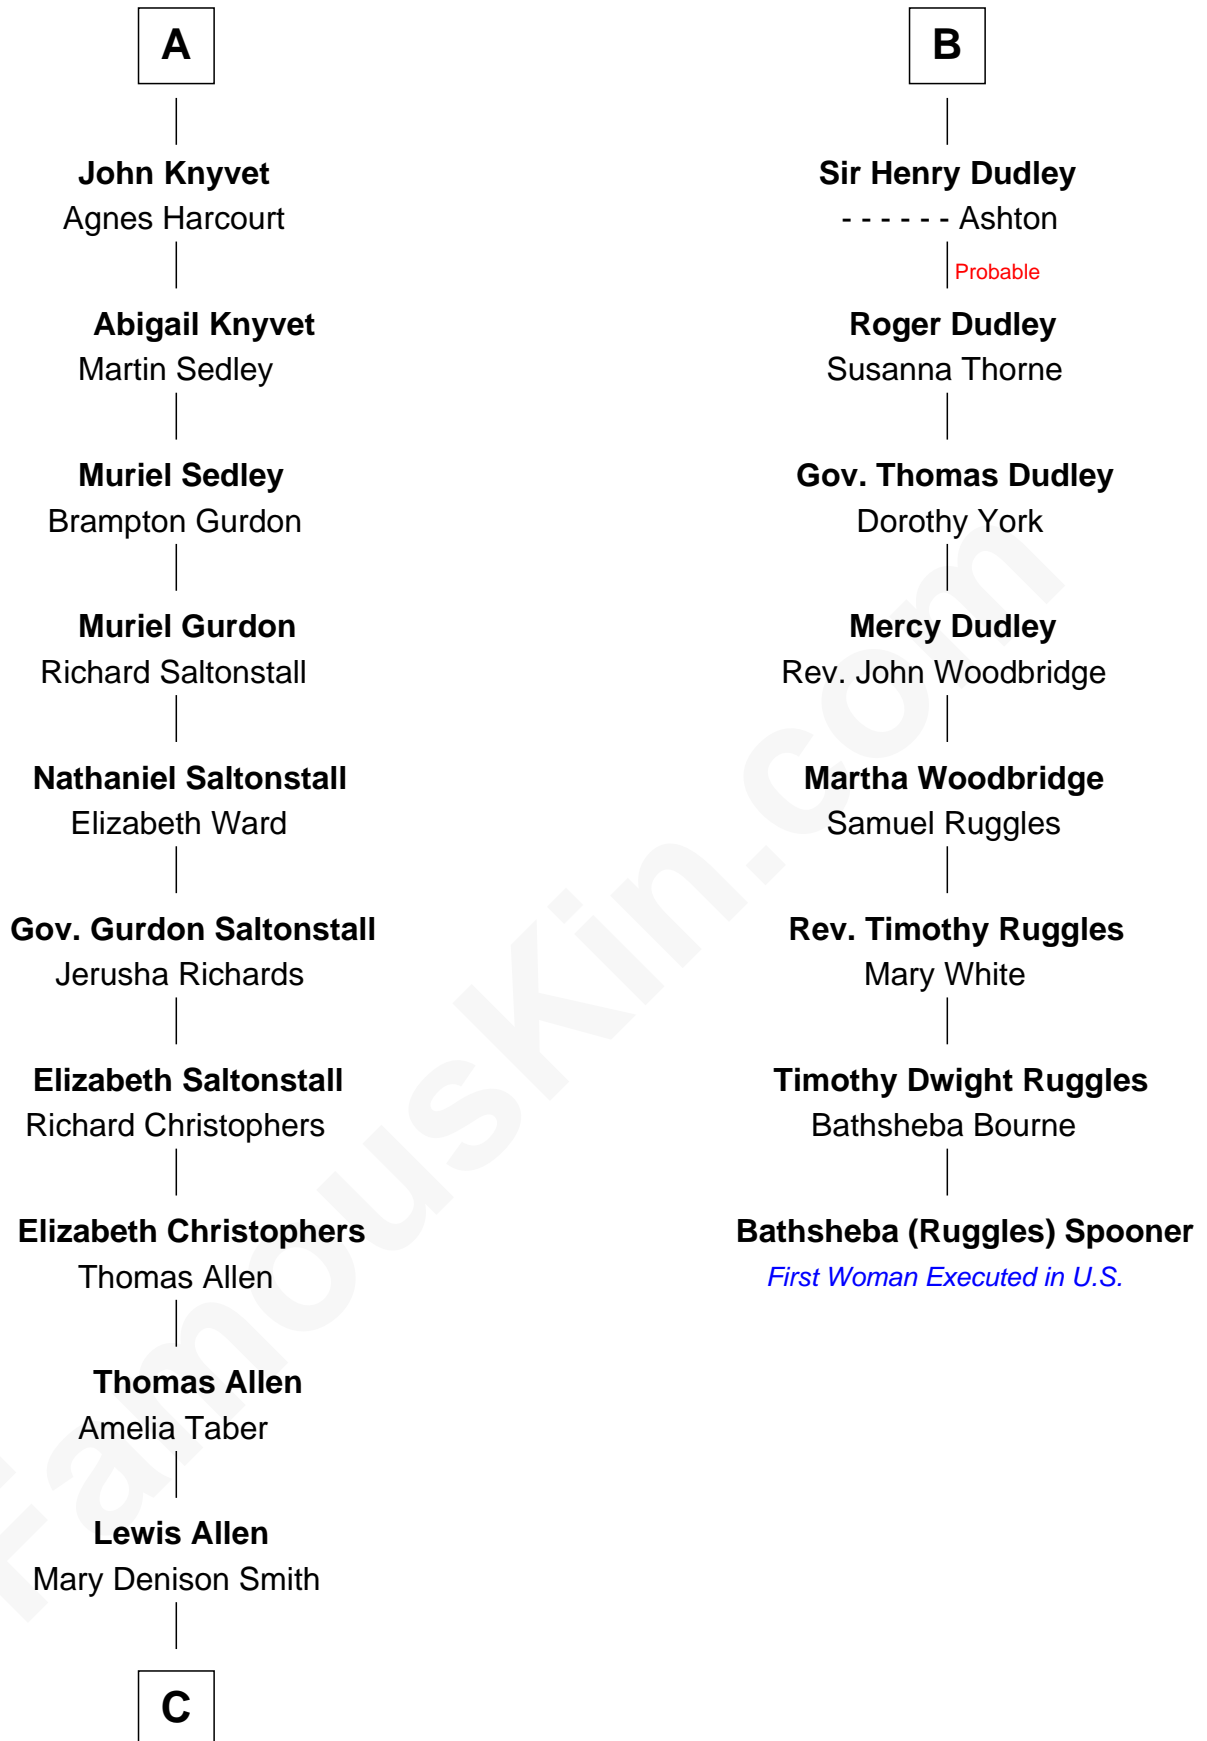 A
John Knyvet
Agnes Harcourt
Abigail Knyvet
Martin Sedley
Muriel Sedley
Brampton Gurdon
Muriel Gurdon
Richard Saltonstall
Nathaniel Saltonstall
Elizabeth Ward
Gov. Gurdon Saltonstall
Jerusha Richards
Elizabeth Saltonstall
Richard Christophers
Elizabeth Christophers
Thomas Allen
Thomas Allen
Amelia Taber
Lewis Allen
Mary Denison Smith
C
B
Sir Henry Dudley
- - - - - - Ashton
Probable
Roger Dudley
Susanna Thorne
Gov. Thomas Dudley
Dorothy York
Mercy Dudley
Rev. John Woodbridge
Martha Woodbridge
Samuel Ruggles
Rev. Timothy Ruggles
Mary White
Timothy Dwight Ruggles
Bathsheba Bourne
Bathsheba (Ruggles) Spooner
First Woman Executed in U.S.
FamousKin.com